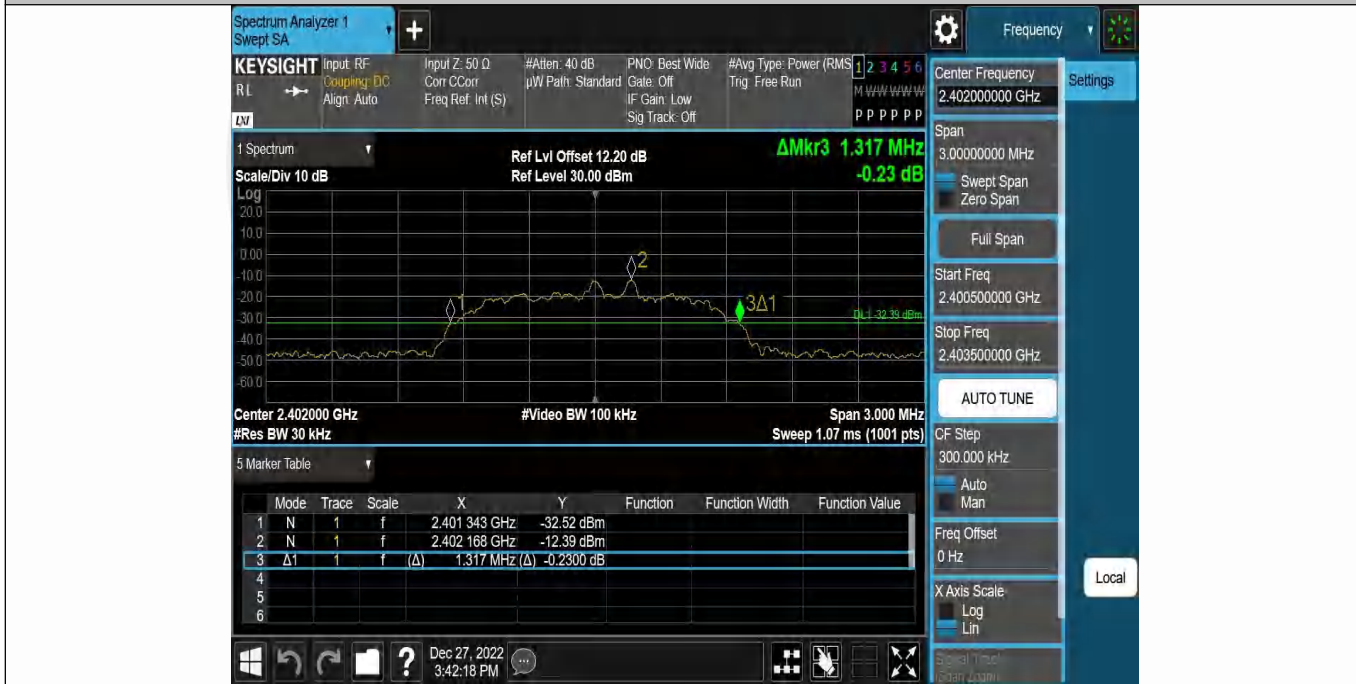 Spectrum Analyzer 1
Swept SA
+
Frequency
KEYSIGHT
RL
LXI
Input: RF
Coupling: DC
Align: Auto
Input Z: 50 Ω
Corr CCorr
Freq Ref: Int (S)
#Atten: 40 dB
µW Path: Standard
PNO: Best Wide
Gate: Off
IF Gain: Low
Sig Track: Off
#Avg Type: Power (RMS
Trig: Free Run
1 2 3 4 5 6
M W W W W W
P P P P P P
1 Spectrum
Scale/Div 10 dB
Ref Lvl Offset 12.20 dB
Ref Level 30.00 dBm
ΔMkr3 1.317 MHz
-0.23 dB
Log
20.0
10.0
0.00
-10.0
-20.0
-30.0
-40.0
-50.0
-60.0
1
2
3Δ1
DL1 -32.39 dBm
Center 2.402000 GHz
#Video BW 100 kHz
Span 3.000 MHz
#Res BW 30 kHz
Sweep 1.07 ms (1001 pts)
5 Marker Table
Mode Trace Scale X Y Function Function Width Function Value
1 N 1 f 2.401 343 GHz -32.52 dBm
2 N 1 f 2.402 168 GHz -12.39 dBm
3 Δ1 1 f (Δ) 1.317 MHz (Δ) -0.2300 dB
4
5
6
?
Dec 27, 2022
3:42:18 PM
Center Frequency
2.402000000 GHz
Settings
Span
3.00000000 MHz
Swept Span
Zero Span
Full Span
Start Freq
2.400500000 GHz
Stop Freq
2.403500000 GHz
AUTO TUNE
CF Step
300.000 kHz
Auto
Man
Freq Offset
0 Hz
X Axis Scale
Log
Lin
Signal Track
(Span Zoom)
Local